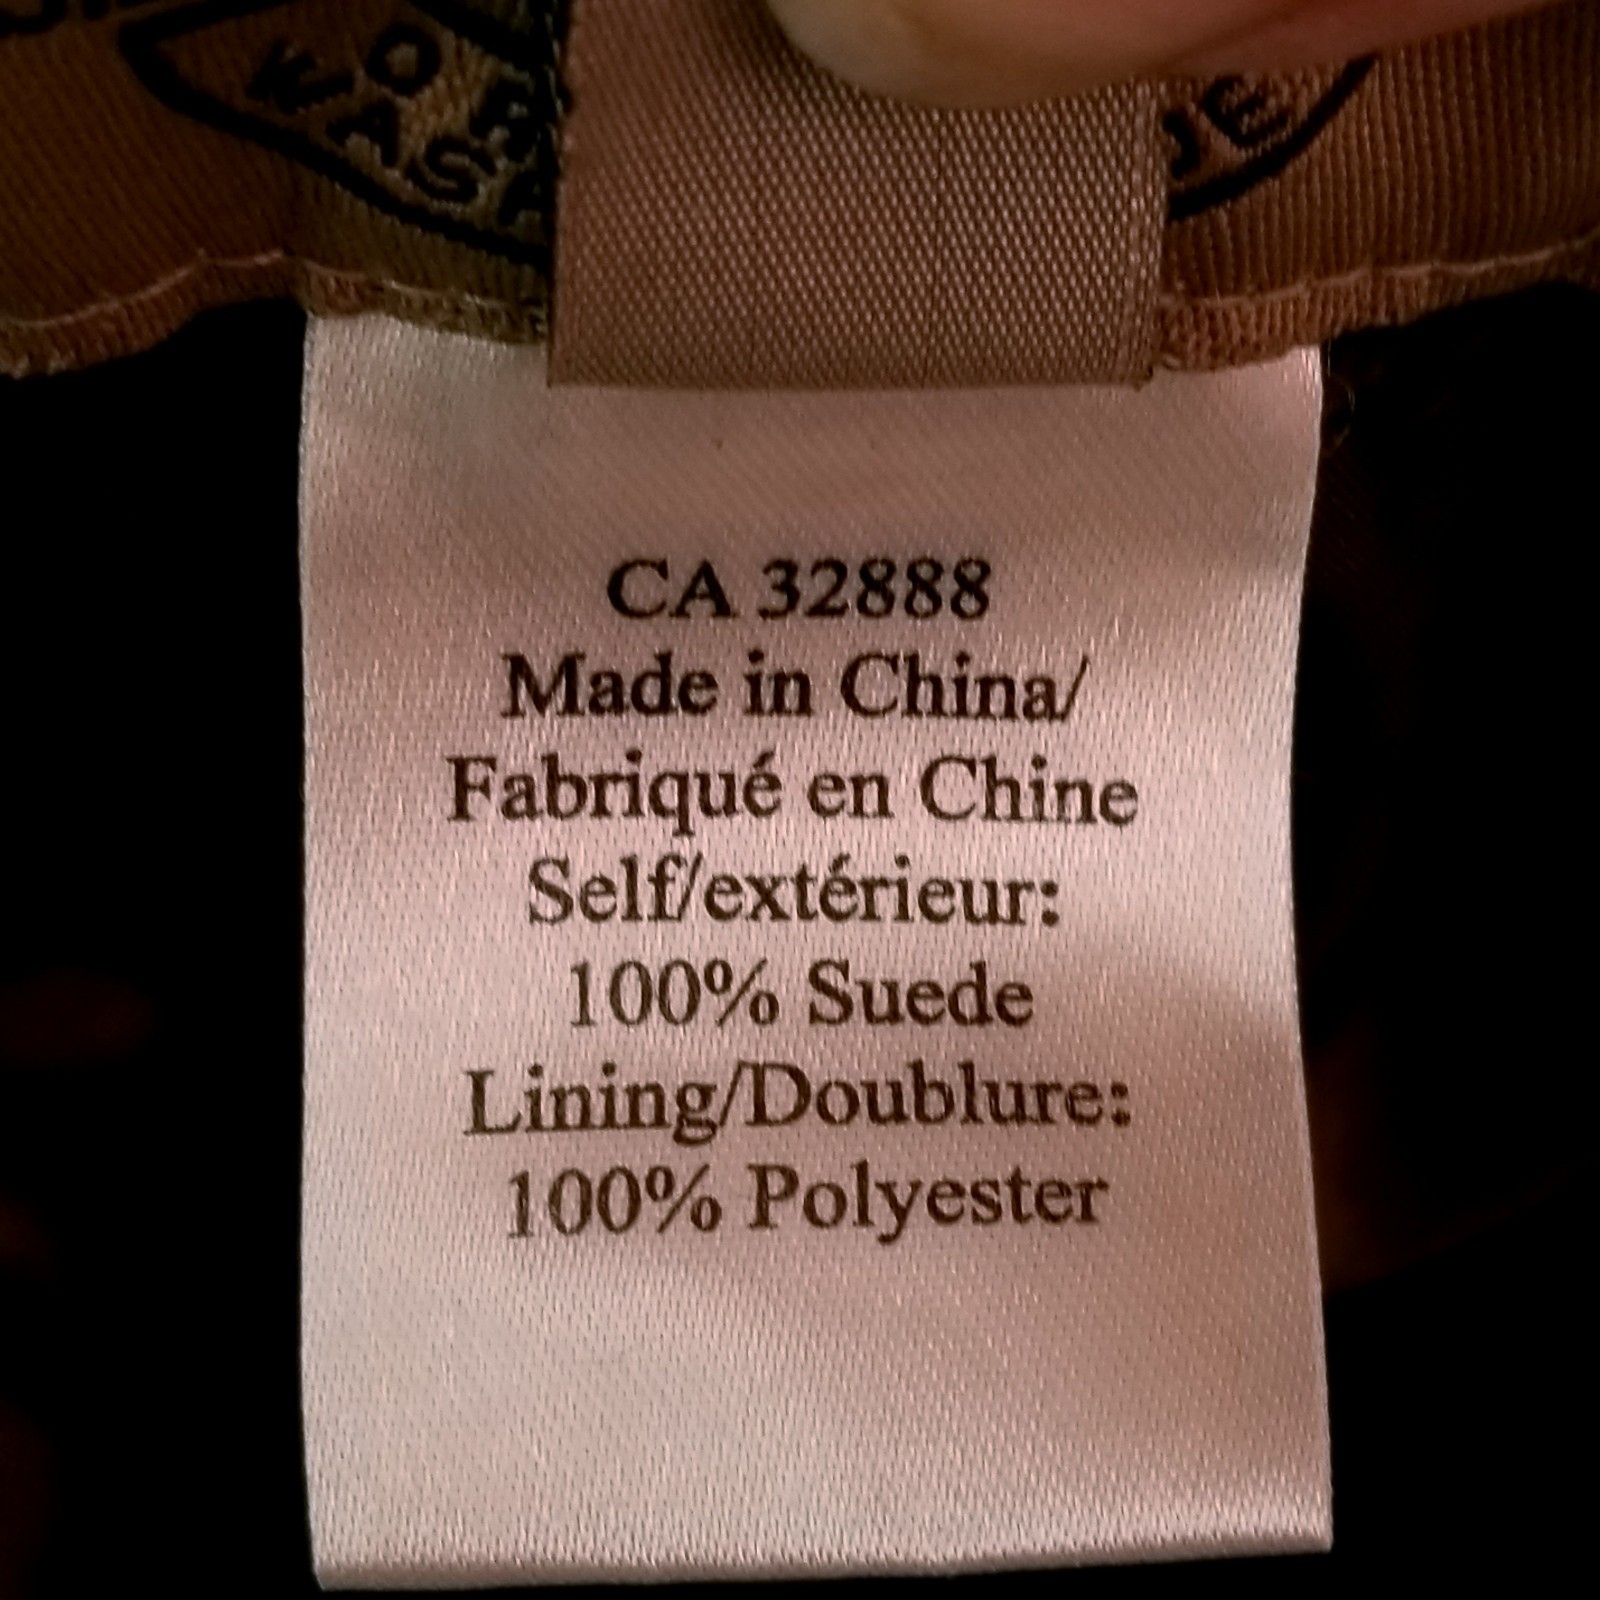 CA 32888
Made in China/
Fabriqué en Chine
Self/extérieur:
100% Suede
Lining/Doublure:
100% Polyester